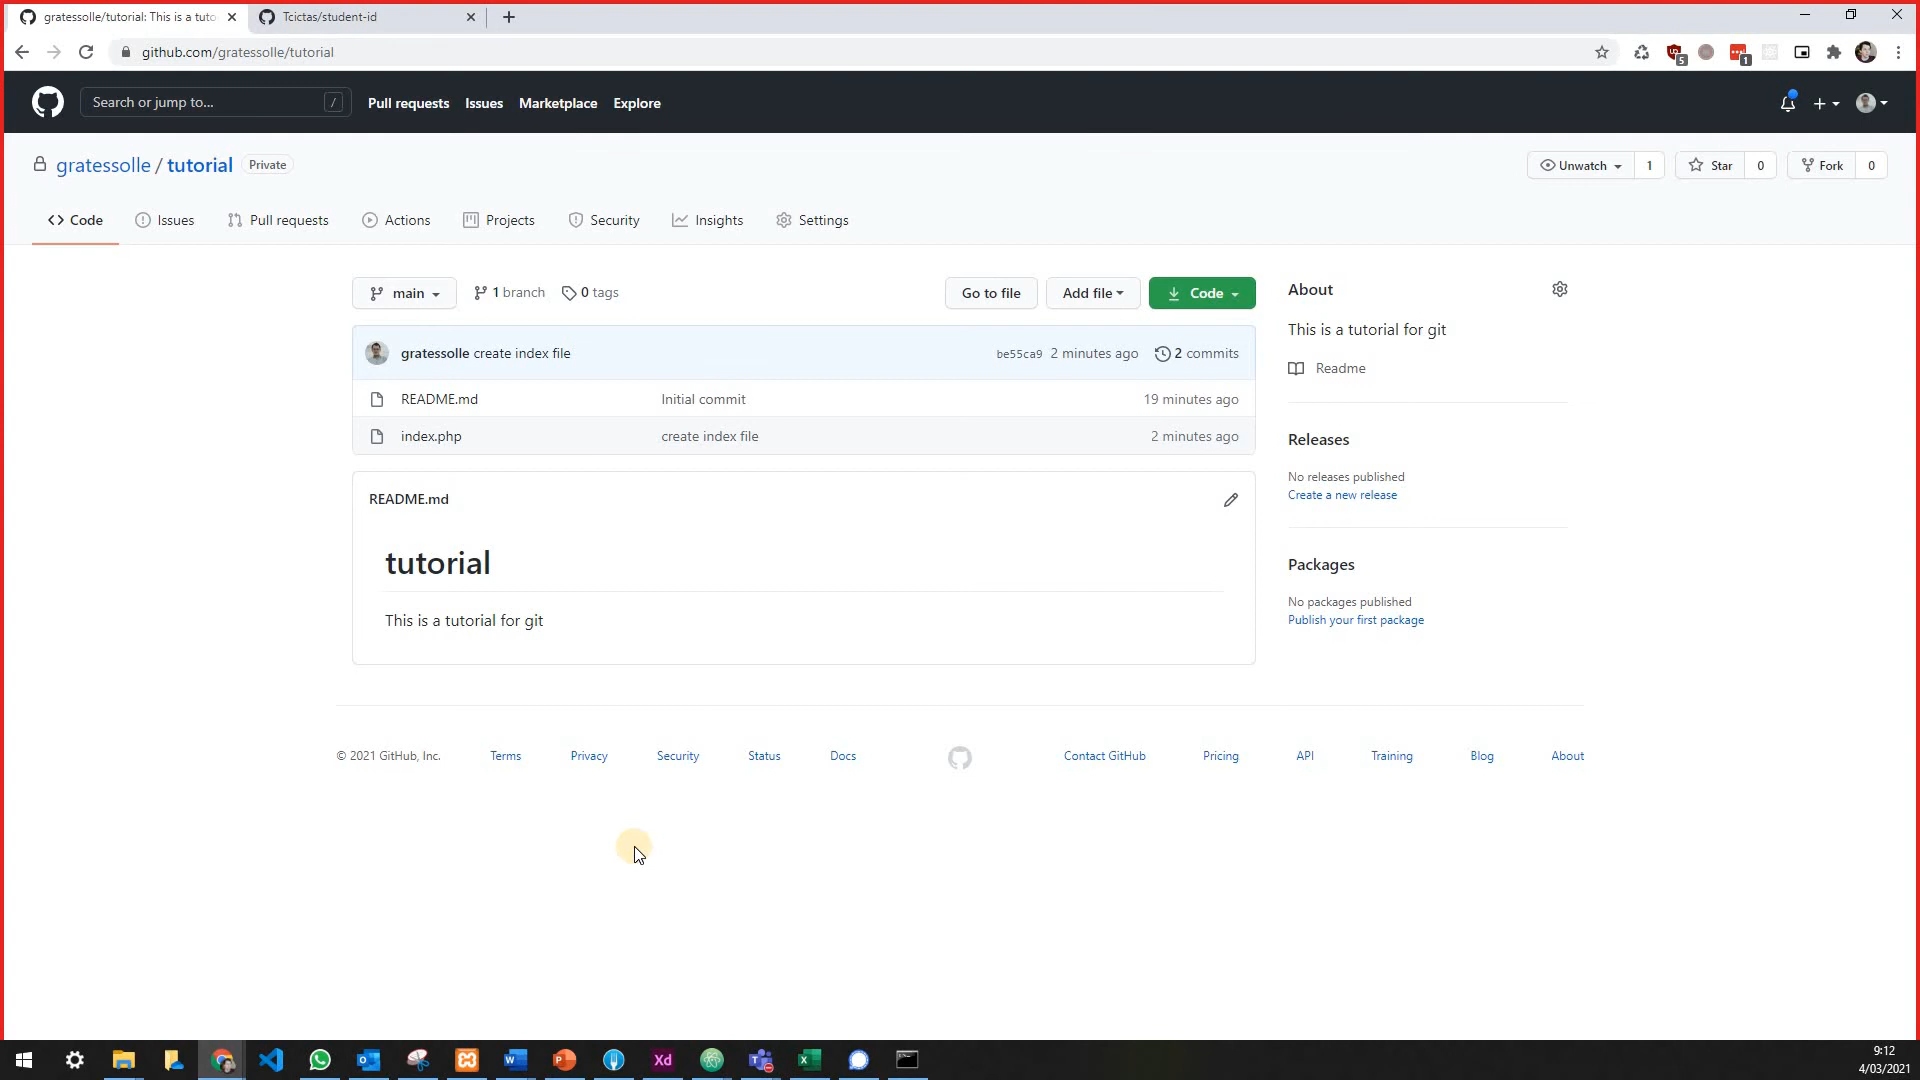 gratessolle/tutorial: This is a tuto
Tcictas/student-id
github.com/gratessolle/tutorial
5
1
Search or jump to...
/
Pull requests
Issues
Marketplace
Explore
gratessolle / tutorial
Private
Unwatch
1
Star
0
Fork
0
Code
Issues
Pull requests
Actions
Projects
Security
Insights
Settings
main
1 branch
0 tags
Go to file
Add file
Code
gratessolle create index file
be55ca9 2 minutes ago
2 commits
README.md
Initial commit
19 minutes ago
index.php
create index file
2 minutes ago
README.md
tutorial
This is a tutorial for git
About
This is a tutorial for git
Readme
Releases
No releases published
Create a new release
Packages
No packages published
Publish your first package
© 2021 GitHub, Inc.
Terms
Privacy
Security
Status
Docs
Contact GitHub
Pricing
API
Training
Blog
About
Xd
9:12
4/03/2021